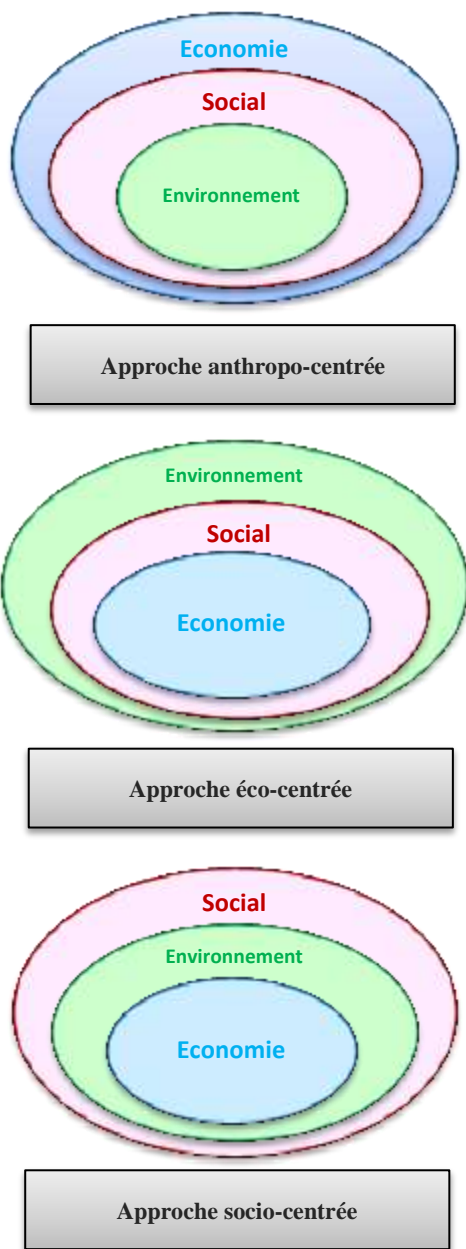 Economie
Social
Environnement
Approche anthropo-centrée
Environnement
Social
Economie
Approche éco-centrée
Social
Environnement
Economie
Approche socio-centrée